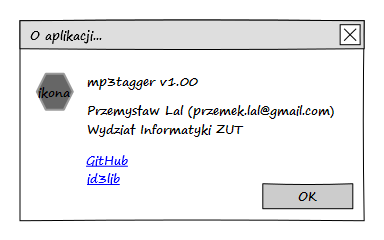 O aplikacji...
ikona
mp3tagger v1.00
Przemysław Lal (przemek.lal@gmail.com)
Wydział Informatyki ZUT
GitHub
id3lib
OK